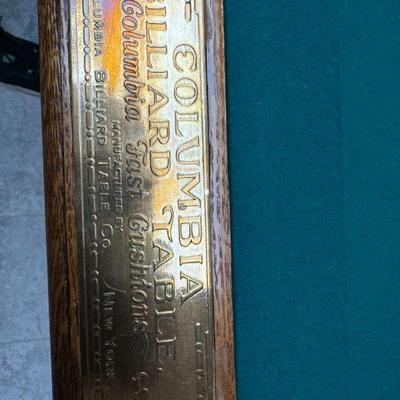 COLUMBIA
BILLIARD TABLE,
Columbia Fast Cushions
MANUFACTURED BY
COLUMBIA BILLIARD TABLE CO. NEW YORK